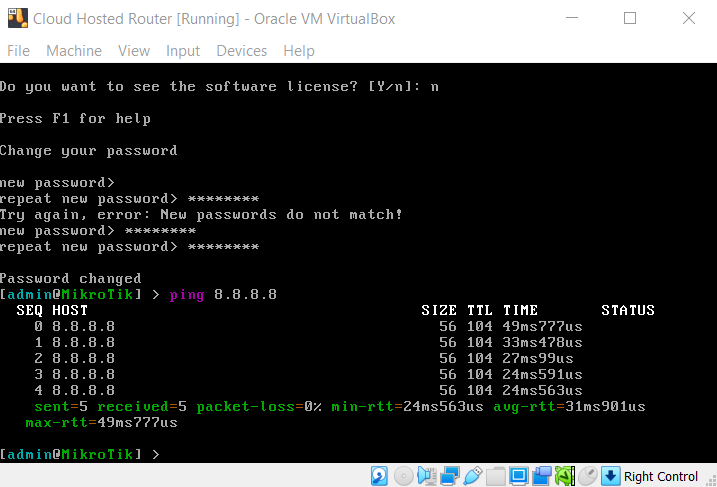 Cloud Hosted Router [Running] - Oracle VM VirtualBox
File Machine View Input Devices Help
Do you want to see the software license? [Y/n]: n
Press F1 for help
Change your password
new password>
repeat new password> ********
Try again, error: New passwords do not match!
new password> ********
repeat new password> ********
Password changed
[admin@MikroTik] > ping 8.8.8.8
SEQ HOST SIZE TTL TIME STATUS
0 8.8.8.8 56 104 49ms777us
1 8.8.8.8 56 104 33ms478us
2 8.8.8.8 56 104 27ms99us
3 8.8.8.8 56 104 24ms591us
4 8.8.8.8 56 104 24ms563us
sent=5 received=5 packet-loss=0% min-rtt=24ms563us avg-rtt=31ms901us
max-rtt=49ms777us
[admin@MikroTik] >
Right Control